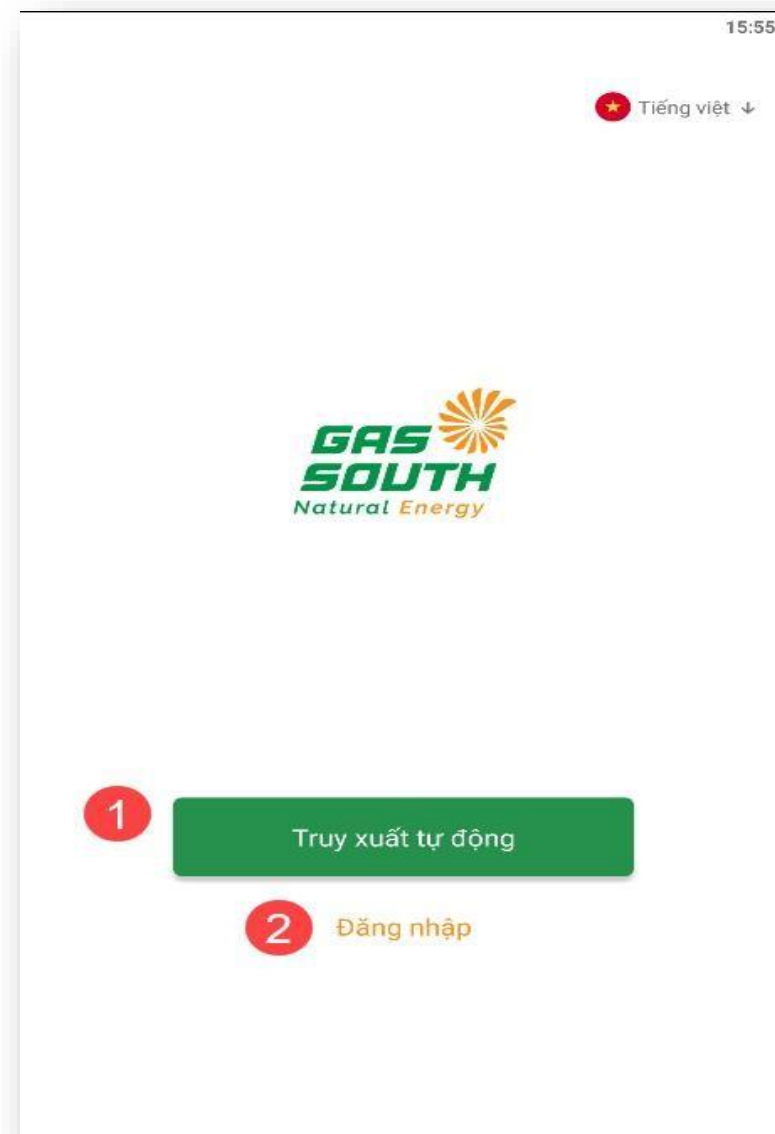 15:55
Tiếng việt
GAS
SOUTH
Natural Energy
1
Truy xuất tự động
2 Đăng nhập